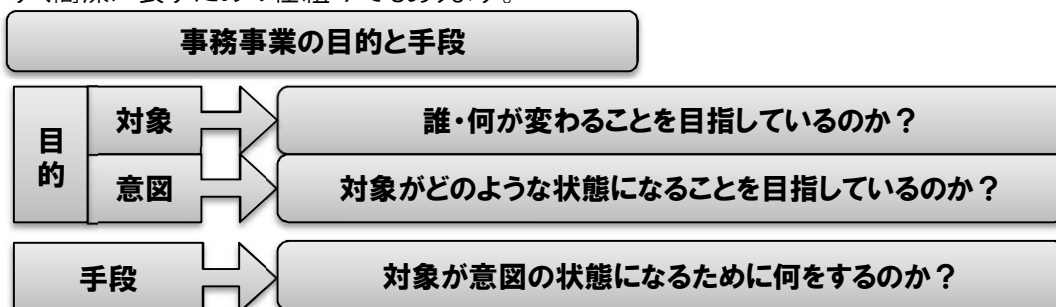 事務事業の目的と手段
目的
対象
誰・何が変わることを目指しているのか？
意図
対象がどのような状態になることを目指しているのか？
手段
対象が意図の状態になるために何をするのか？